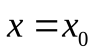 x = x₀